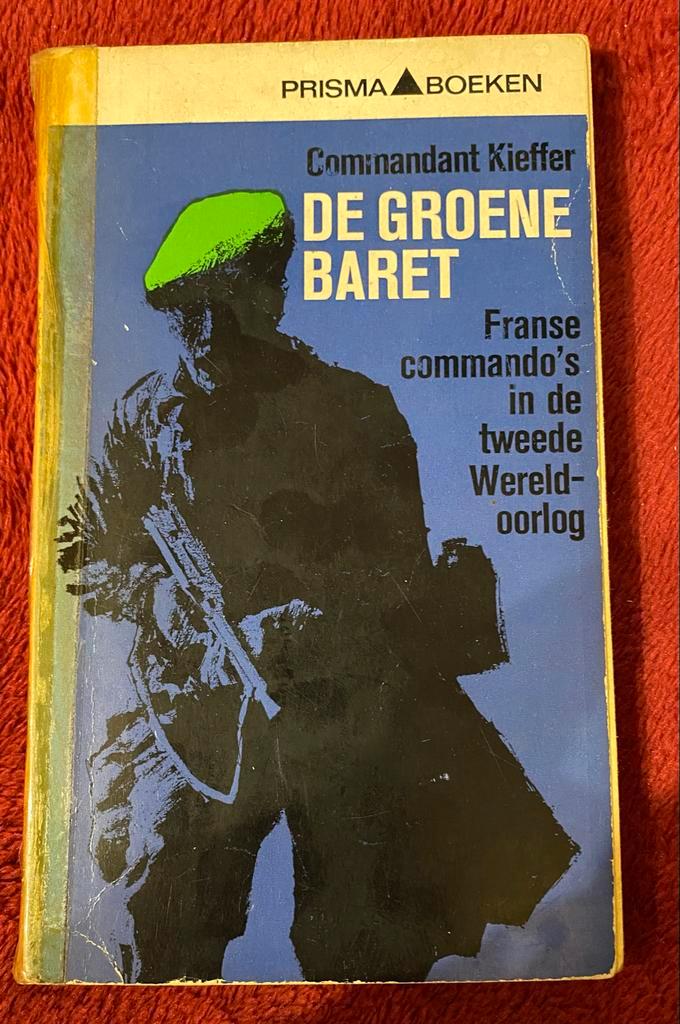 PRISMA BOEKEN
Commandant Kieffer
DE GROENE
BARET
Franse
commando's
in de
tweede
Wereld-
oorlog